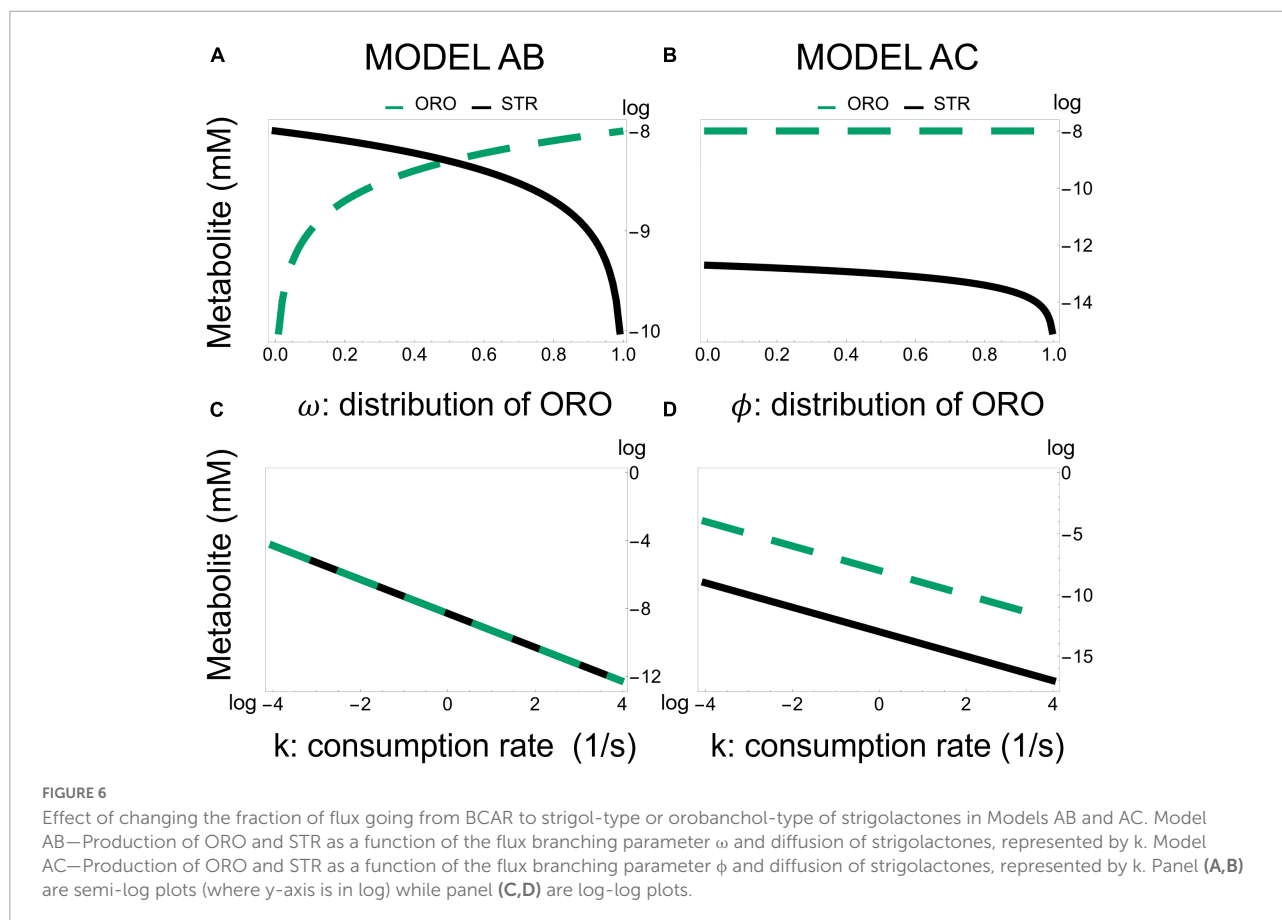 A MODEL AB
B MODEL AC
ORO STR log
ORO STR log
Metabolite (mM)
−8
−9
−10
−8
−10
−12
−14
0.0 0.2 0.4 0.6 0.8 1.0
0.0 0.2 0.4 0.6 0.8 1.0
ω: distribution of ORO
ϕ: distribution of ORO
C
D
log
log
Metabolite (mM)
0
−4
−8
−12
0
−5
−10
−15
log −4 −2 0 2 4
log −4 −2 0 2 4
k: consumption rate (1/s)
k: consumption rate (1/s)
FIGURE 6
Effect of changing the fraction of flux going from BCAR to strigol-type or orobanchol-type of strigolactones in Models AB and AC. Model
AB—Production of ORO and STR as a function of the flux branching parameter ω and diffusion of strigolactones, represented by k. Model
AC—Production of ORO and STR as a function of the flux branching parameter ϕ and diffusion of strigolactones, represented by k. Panel (A,B)
are semi-log plots (where y-axis is in log) while panel (C,D) are log-log plots.